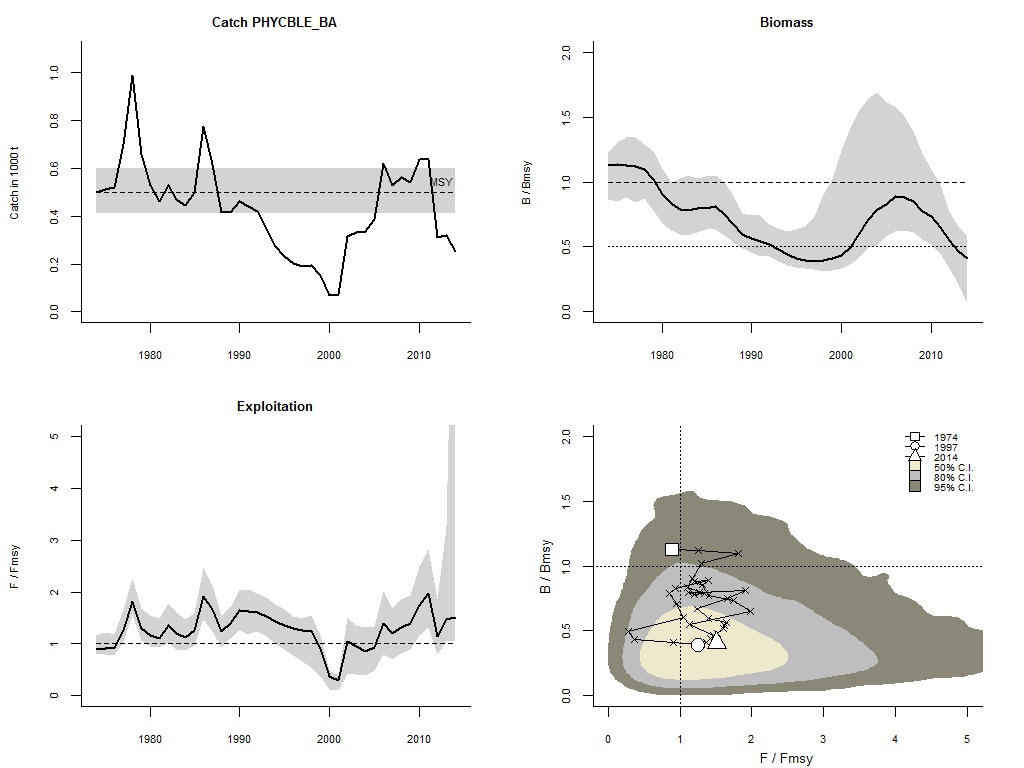 Catch PHYCBLE_BA
Catch in 1000 t
0.0 0.2 0.4 0.6 0.8 1.0
MSY
1980 1990 2000 2010
Biomass
B / Bmsy
0.0 0.5 1.0 1.5 2.0
1980 1990 2000 2010
Exploitation
F / Fmsy
0 1 2 3 4 5
1980 1990 2000 2010
B / Bmsy
0.0 0.5 1.0 1.5 2.0
1974
1997
2014
50% C.I.
80% C.I.
95% C.I.
0 1 2 3 4 5
F / Fmsy